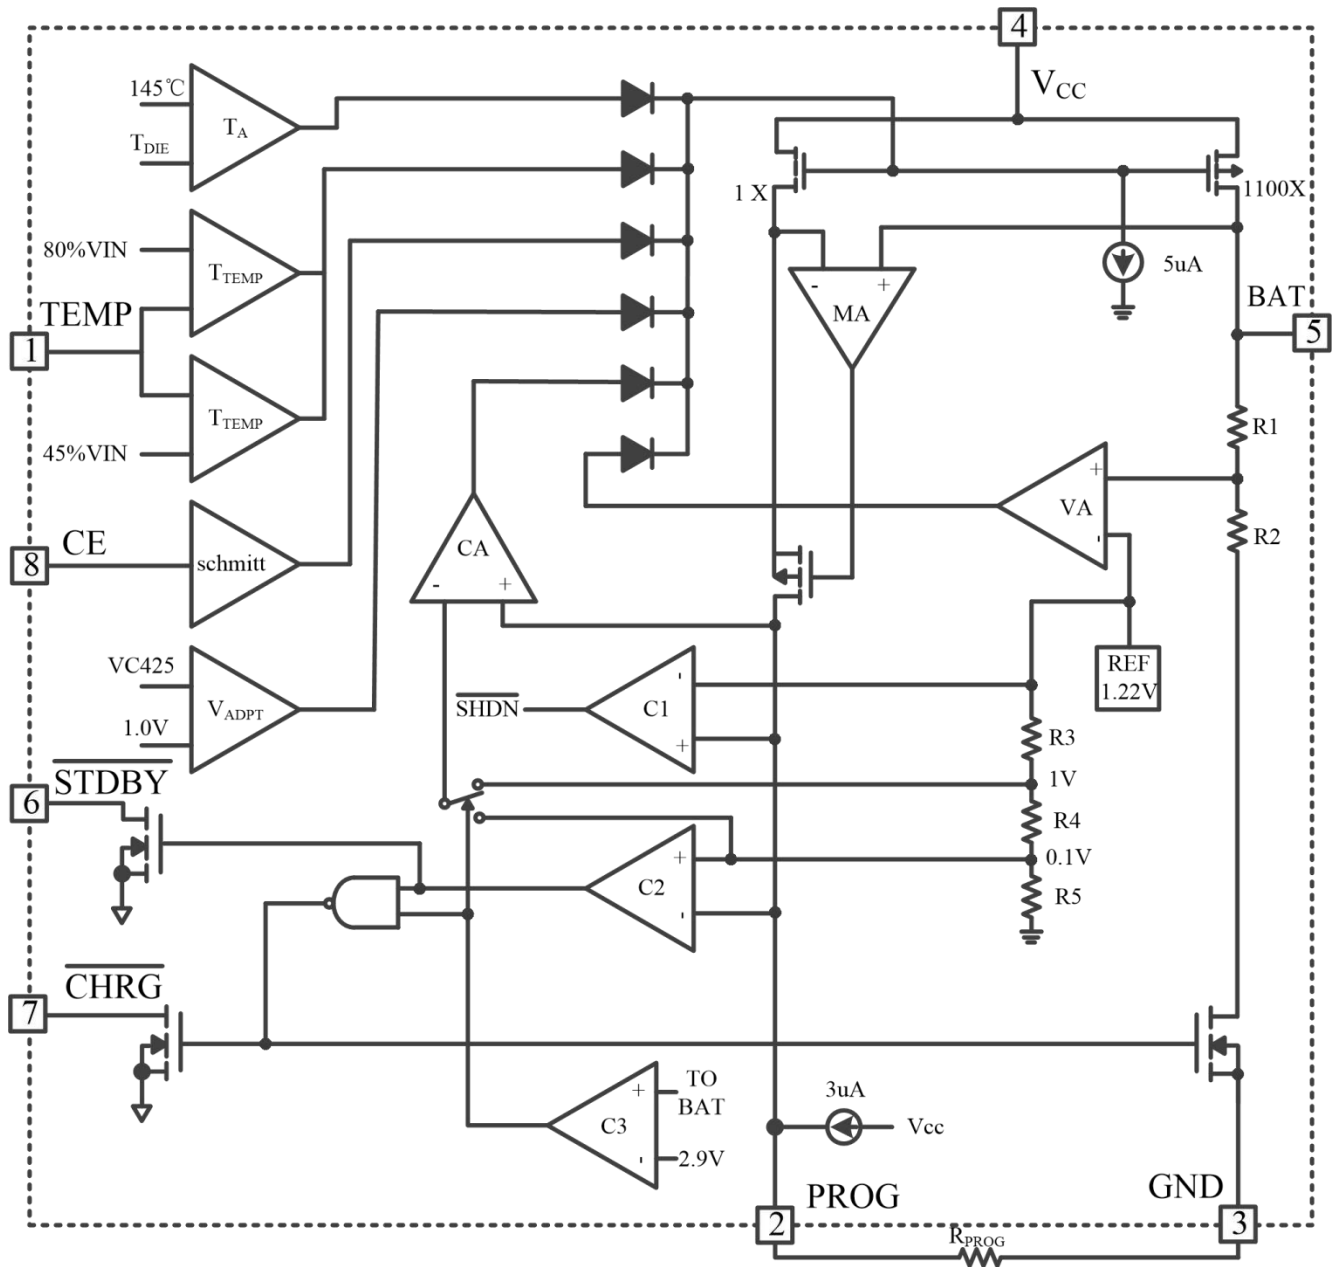 4
VCC
145℃
TDIE
TA
1 X
1100X
80%VIN
TTEMP
TEMP
1
TTEMP
45%VIN
- +
MA
5uA
BAT
5
R1
+
VA
-
R2
CE
8
schmitt
CA
- +
REF
1.22V
VC425
1.0V
VADPT
SHDN
-
C1
+
R3
1V
R4
0.1V
R5
STDBY
6
+
C2
-
CHRG
7
+
C3
-
TO
BAT
2.9V
3uA
Vcc
PROG
2
GND
3
RPROG